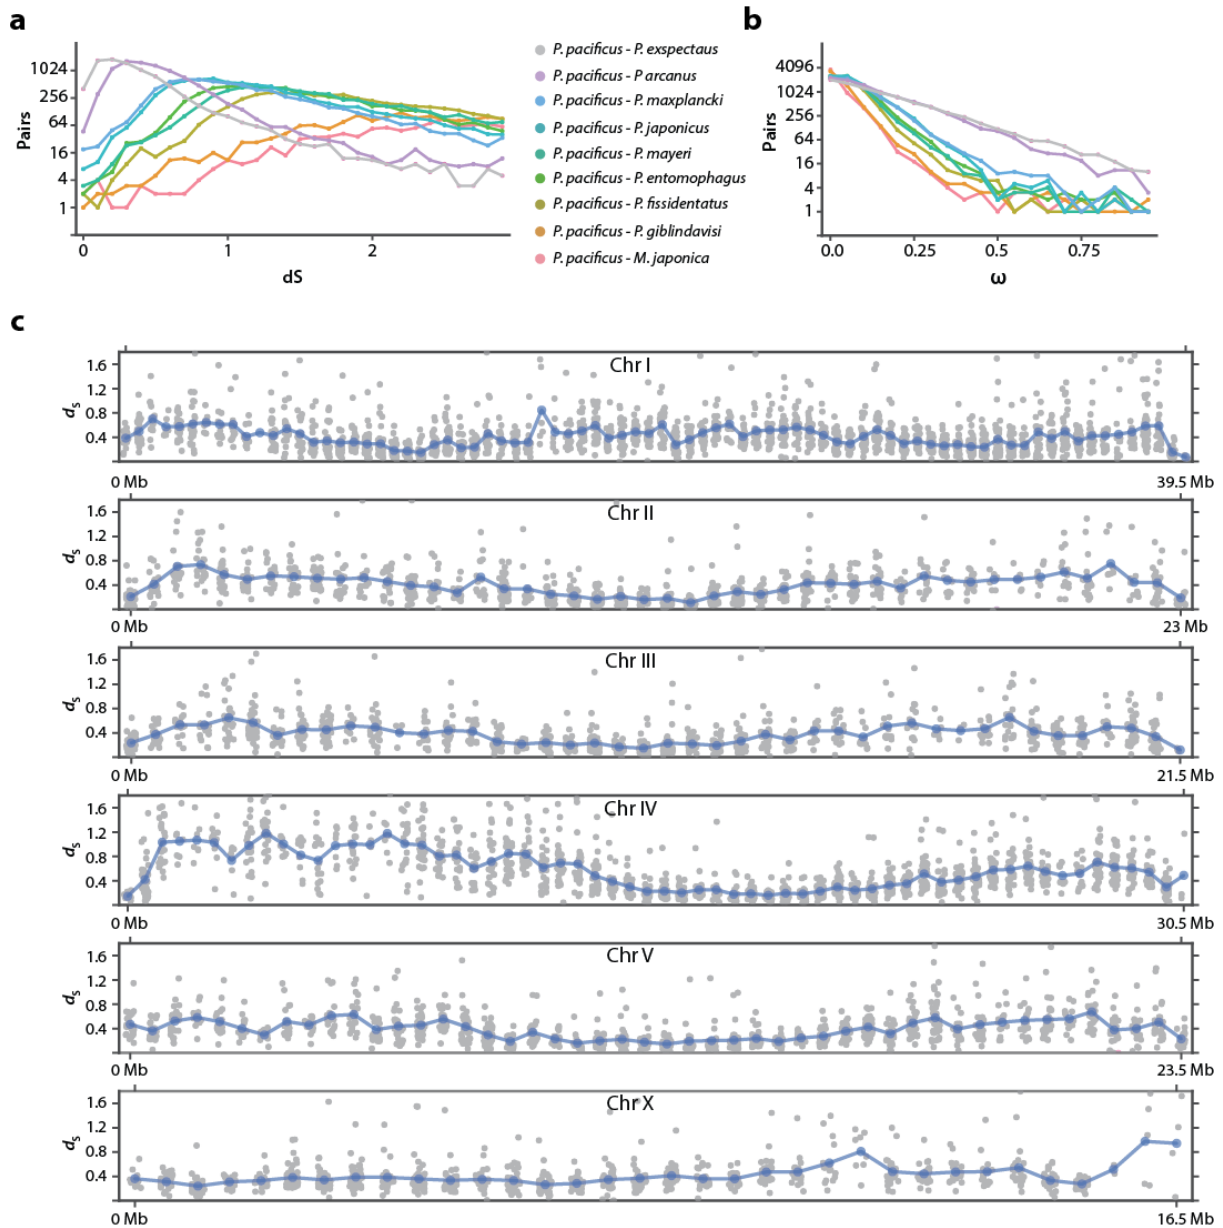 a
b
Pairs
1024
256
64
16
4
1
0
1
2
dS
P. pacificus - P. exspectaus
P. pacificus - P arcanus
P. pacificus - P. maxplancki
P. pacificus - P. japonicus
P. pacificus - P. mayeri
P. pacificus - P. entomophagus
P. pacificus - P. fissidentatus
P. pacificus - P. giblindavisi
P. pacificus - M. japonica
Pairs
4096
1024
256
64
16
4
1
0.0
0.25
0.5
0.75
ω
c
Chr I
ds
1.6
1.2
0.8
0.4
0 Mb
39.5 Mb
Chr II
ds
1.6
1.2
0.8
0.4
0 Mb
23 Mb
Chr III
ds
1.6
1.2
0.8
0.4
0 Mb
21.5 Mb
Chr IV
ds
1.6
1.2
0.8
0.4
0 Mb
30.5 Mb
Chr V
ds
1.6
1.2
0.8
0.4
0 Mb
23.5 Mb
Chr X
ds
1.6
1.2
0.8
0.4
0 Mb
16.5 Mb